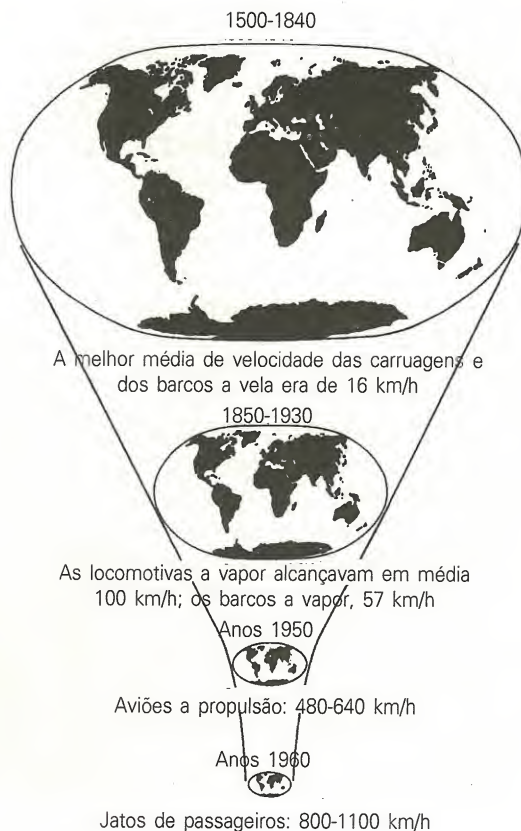 1500-1840
A melhor média de velocidade das carruagens e
dos barcos a vela era de 16 km/h
1850-1930
As locomotivas a vapor alcançavam em média
100 km/h; os barcos a vapor, 57 km/h
Anos 1950
Aviões a propulsão: 480-640 km/h
Anos 1960
Jatos de passageiros: 800-1100 km/h